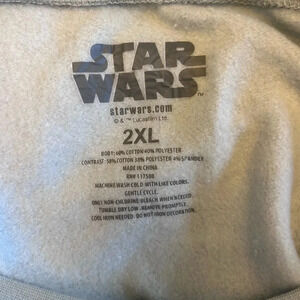 STAR
WARS
starwars.com
© & ™ Lucasfilm Ltd.
2XL
BODY: 60% COTTON 40% POLYESTER
CONTRAST: 58% COTTON 38% POLYESTER 4% SPANDEX
MADE IN CHINA
RN# 117500
MACHINE WASH COLD WITH LIKE COLORS.
GENTLE CYCLE.
ONLY NON-CHLORINE BLEACH WHEN NEEDED.
TUMBLE DRY LOW. REMOVE PROMPTLY.
COOL IRON NEEDED. DO NOT IRON DECORATION.